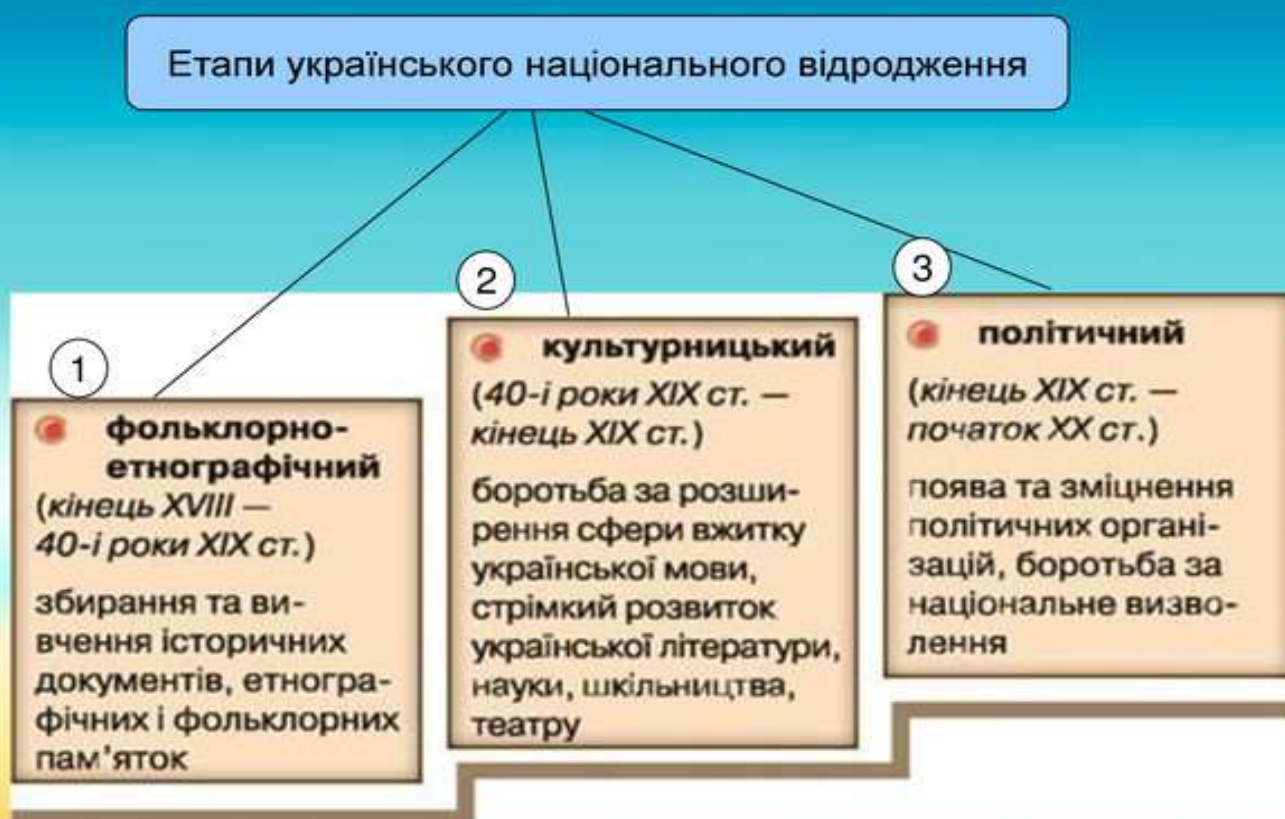 Етапи українського національного відродження
1
фольклорно-
етнографічний
(кінець XVIII —
40-і роки XIX ст.)
збирання та ви-
вчення історичних
документів, етногра-
фічних і фольклорних
пам'яток
2
культурницький
(40-і роки XIX ст. —
кінець XIX ст.)
боротьба за розши-
рення сфери вжитку
української мови,
стрімкий розвиток
української літератури,
науки, шкільництва,
театру
3
політичний
(кінець XIX ст. —
початок XX ст.)
поява та зміцнення
політичних органі-
зацій, боротьба за
національне визво-
лення